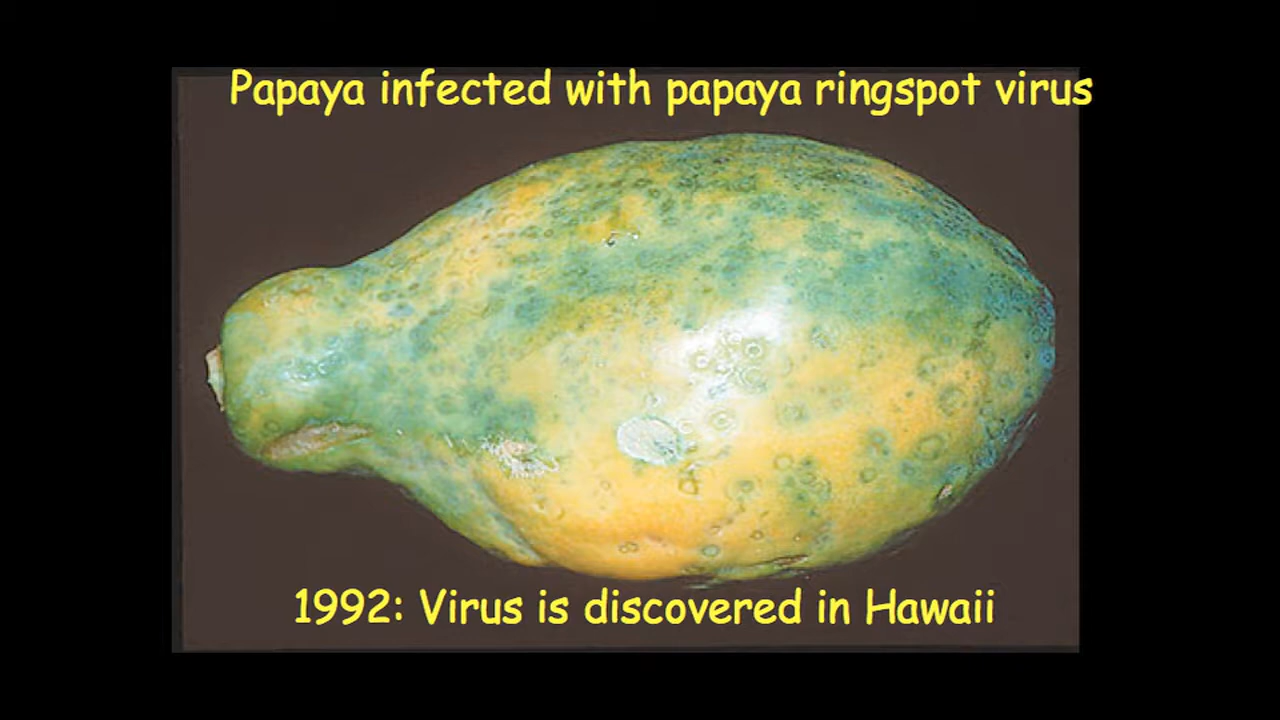 Papaya infected with papaya ringspot virus
1992: Virus is discovered in Hawaii